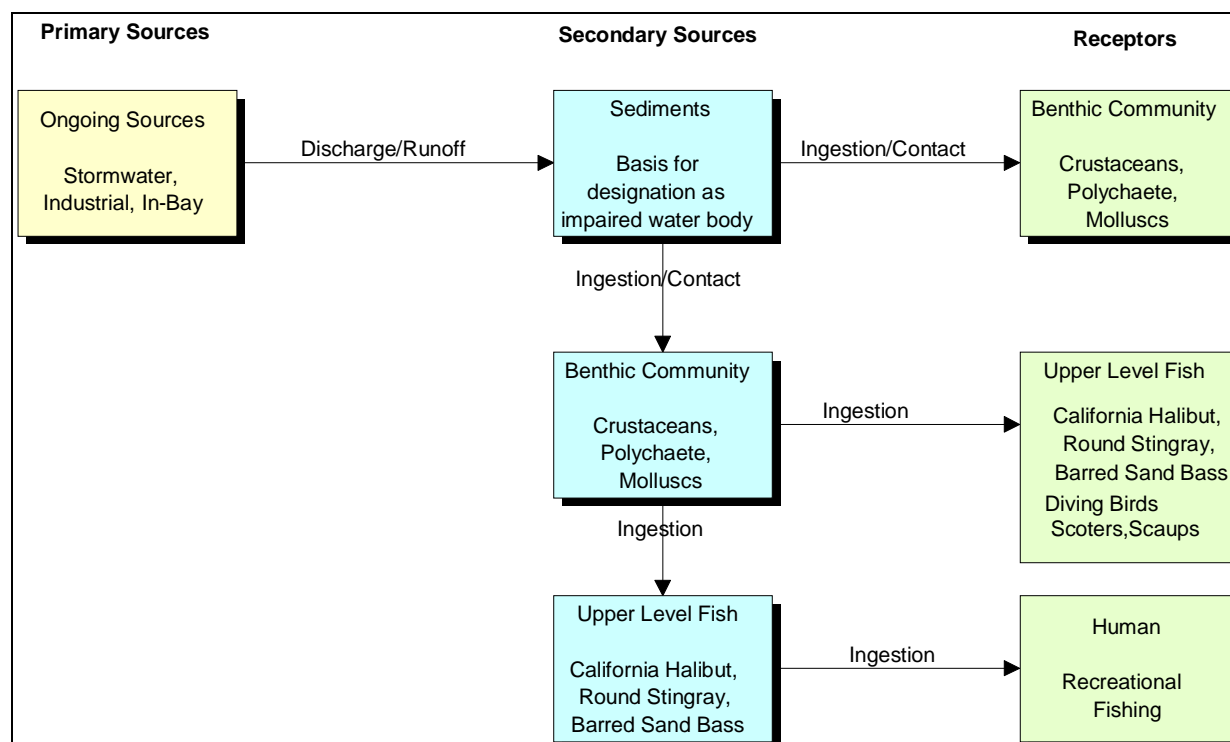 Primary Sources
Secondary Sources
Receptors
Ongoing Sources
Stormwater,
Industrial, In-Bay
Discharge/Runoff
Sediments
Basis for
designation as
impaired water body
Ingestion/Contact
Benthic Community
Crustaceans,
Polychaete,
Molluscs
Ingestion/Contact
Benthic Community
Crustaceans,
Polychaete,
Molluscs
Ingestion
Upper Level Fish
California Halibut,
Round Stingray,
Barred Sand Bass
Diving Birds
Scoters,Scaups
Ingestion
Upper Level Fish
California Halibut,
Round Stingray,
Barred Sand Bass
Ingestion
Human
Recreational
Fishing